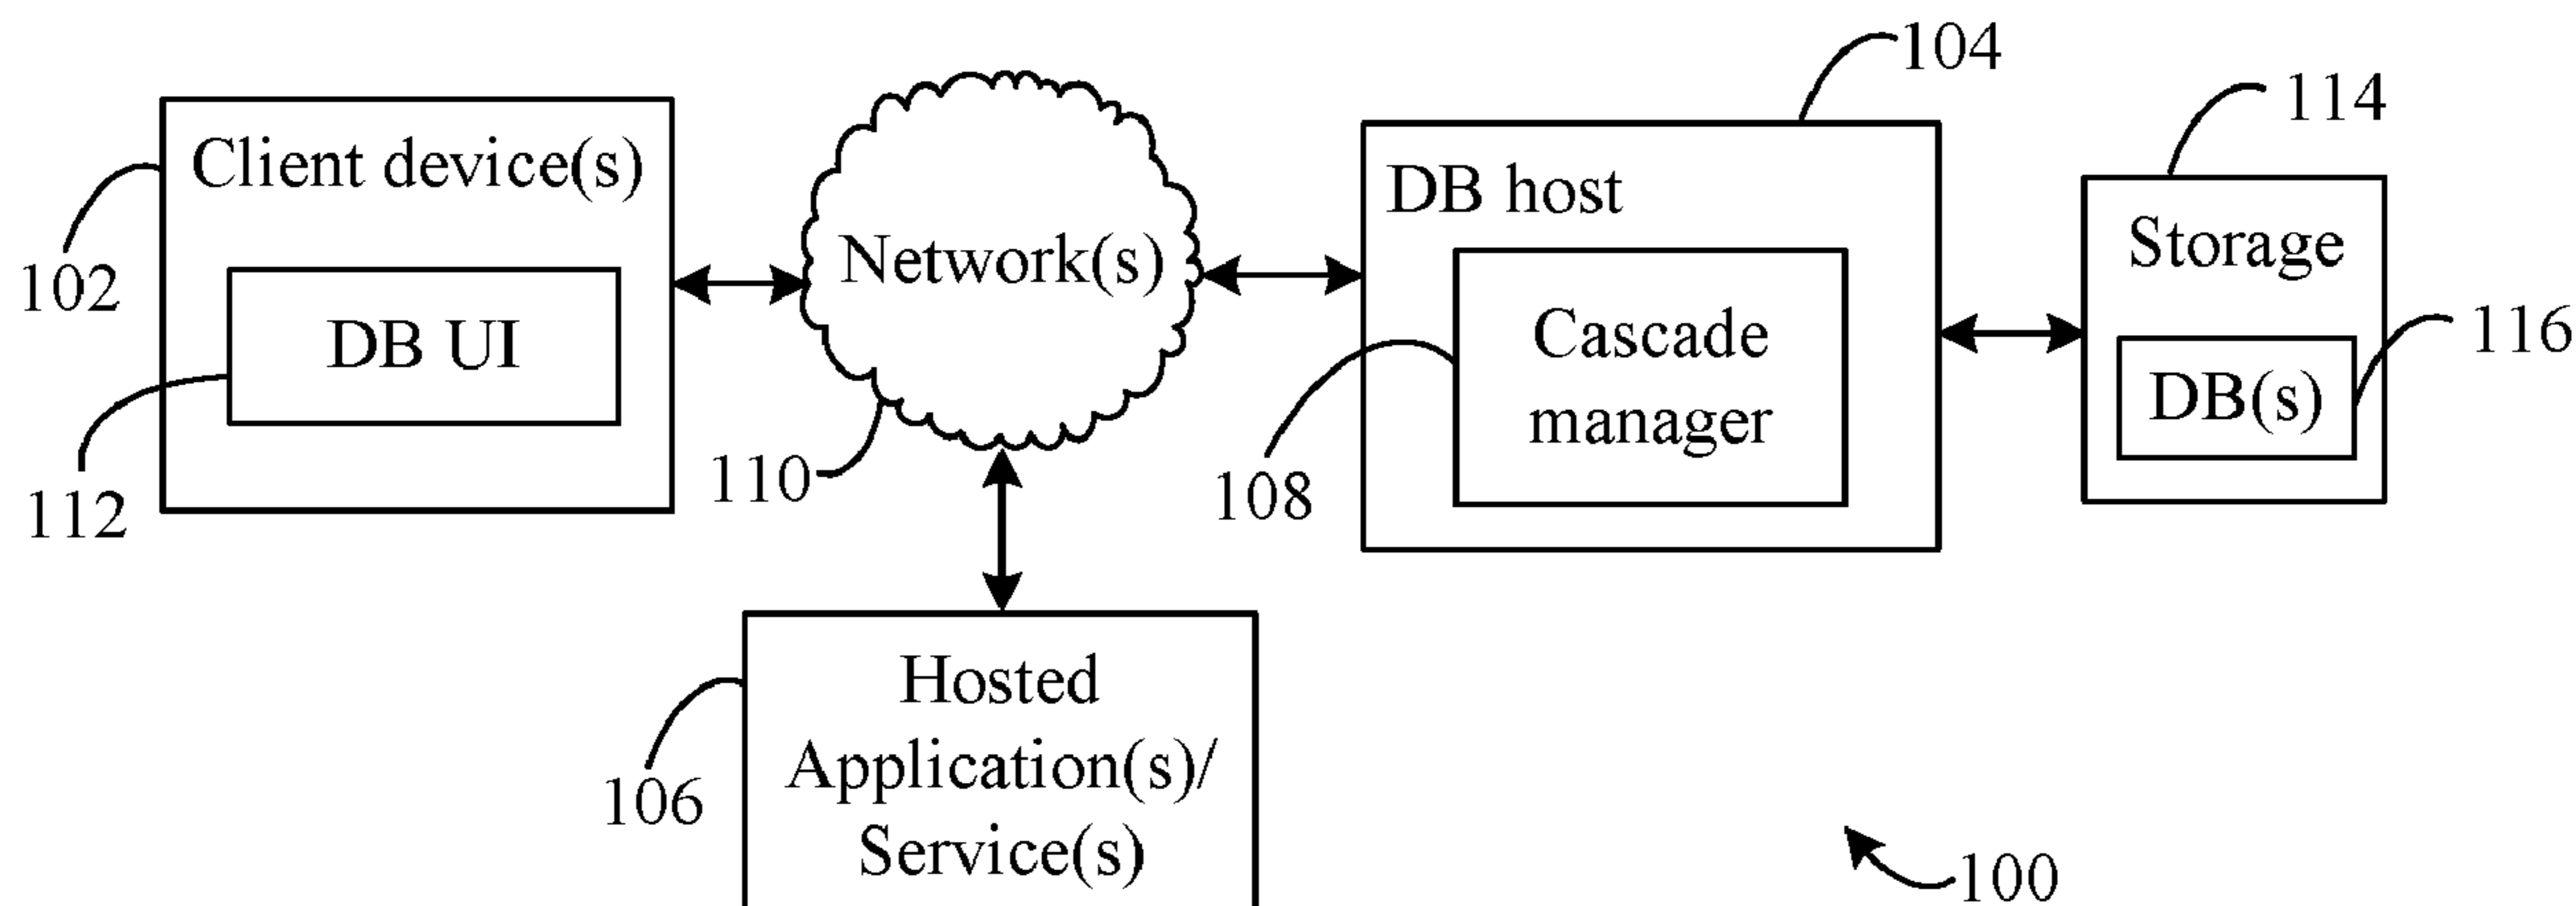 104
114
Client device(s)
DB host
Network(s)
Storage
102
DB UI
Cascade
manager
116
DB(s)
112
110
108
Hosted
Application(s)/
Service(s)
106
100